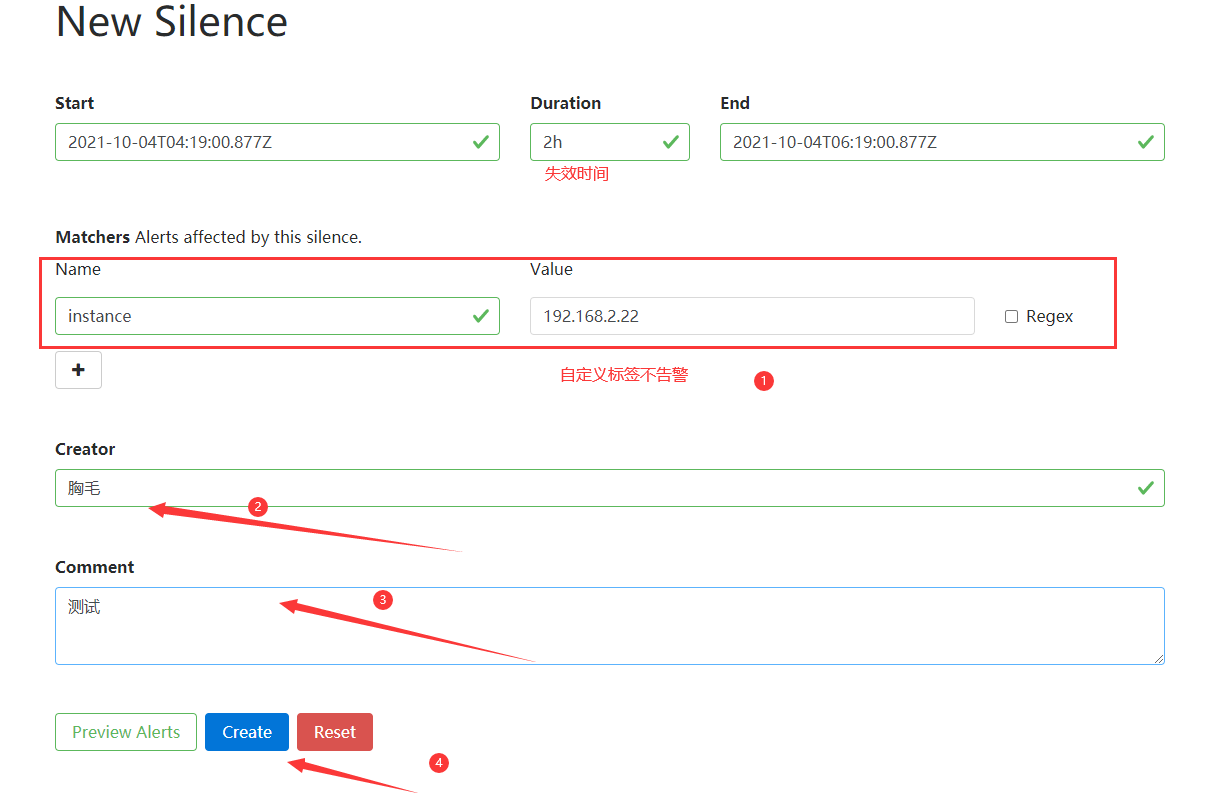 New Silence
Start Duration End
2021-10-04T04:19:00.877Z 2h 2021-10-04T06:19:00.877Z
失效时间
Matchers Alerts affected by this silence.
Name Value
instance 192.168.2.22 Regex
+
自定义标签不告警 1
Creator
胸毛
2
Comment
测试 3
Preview Alerts Create Reset
4